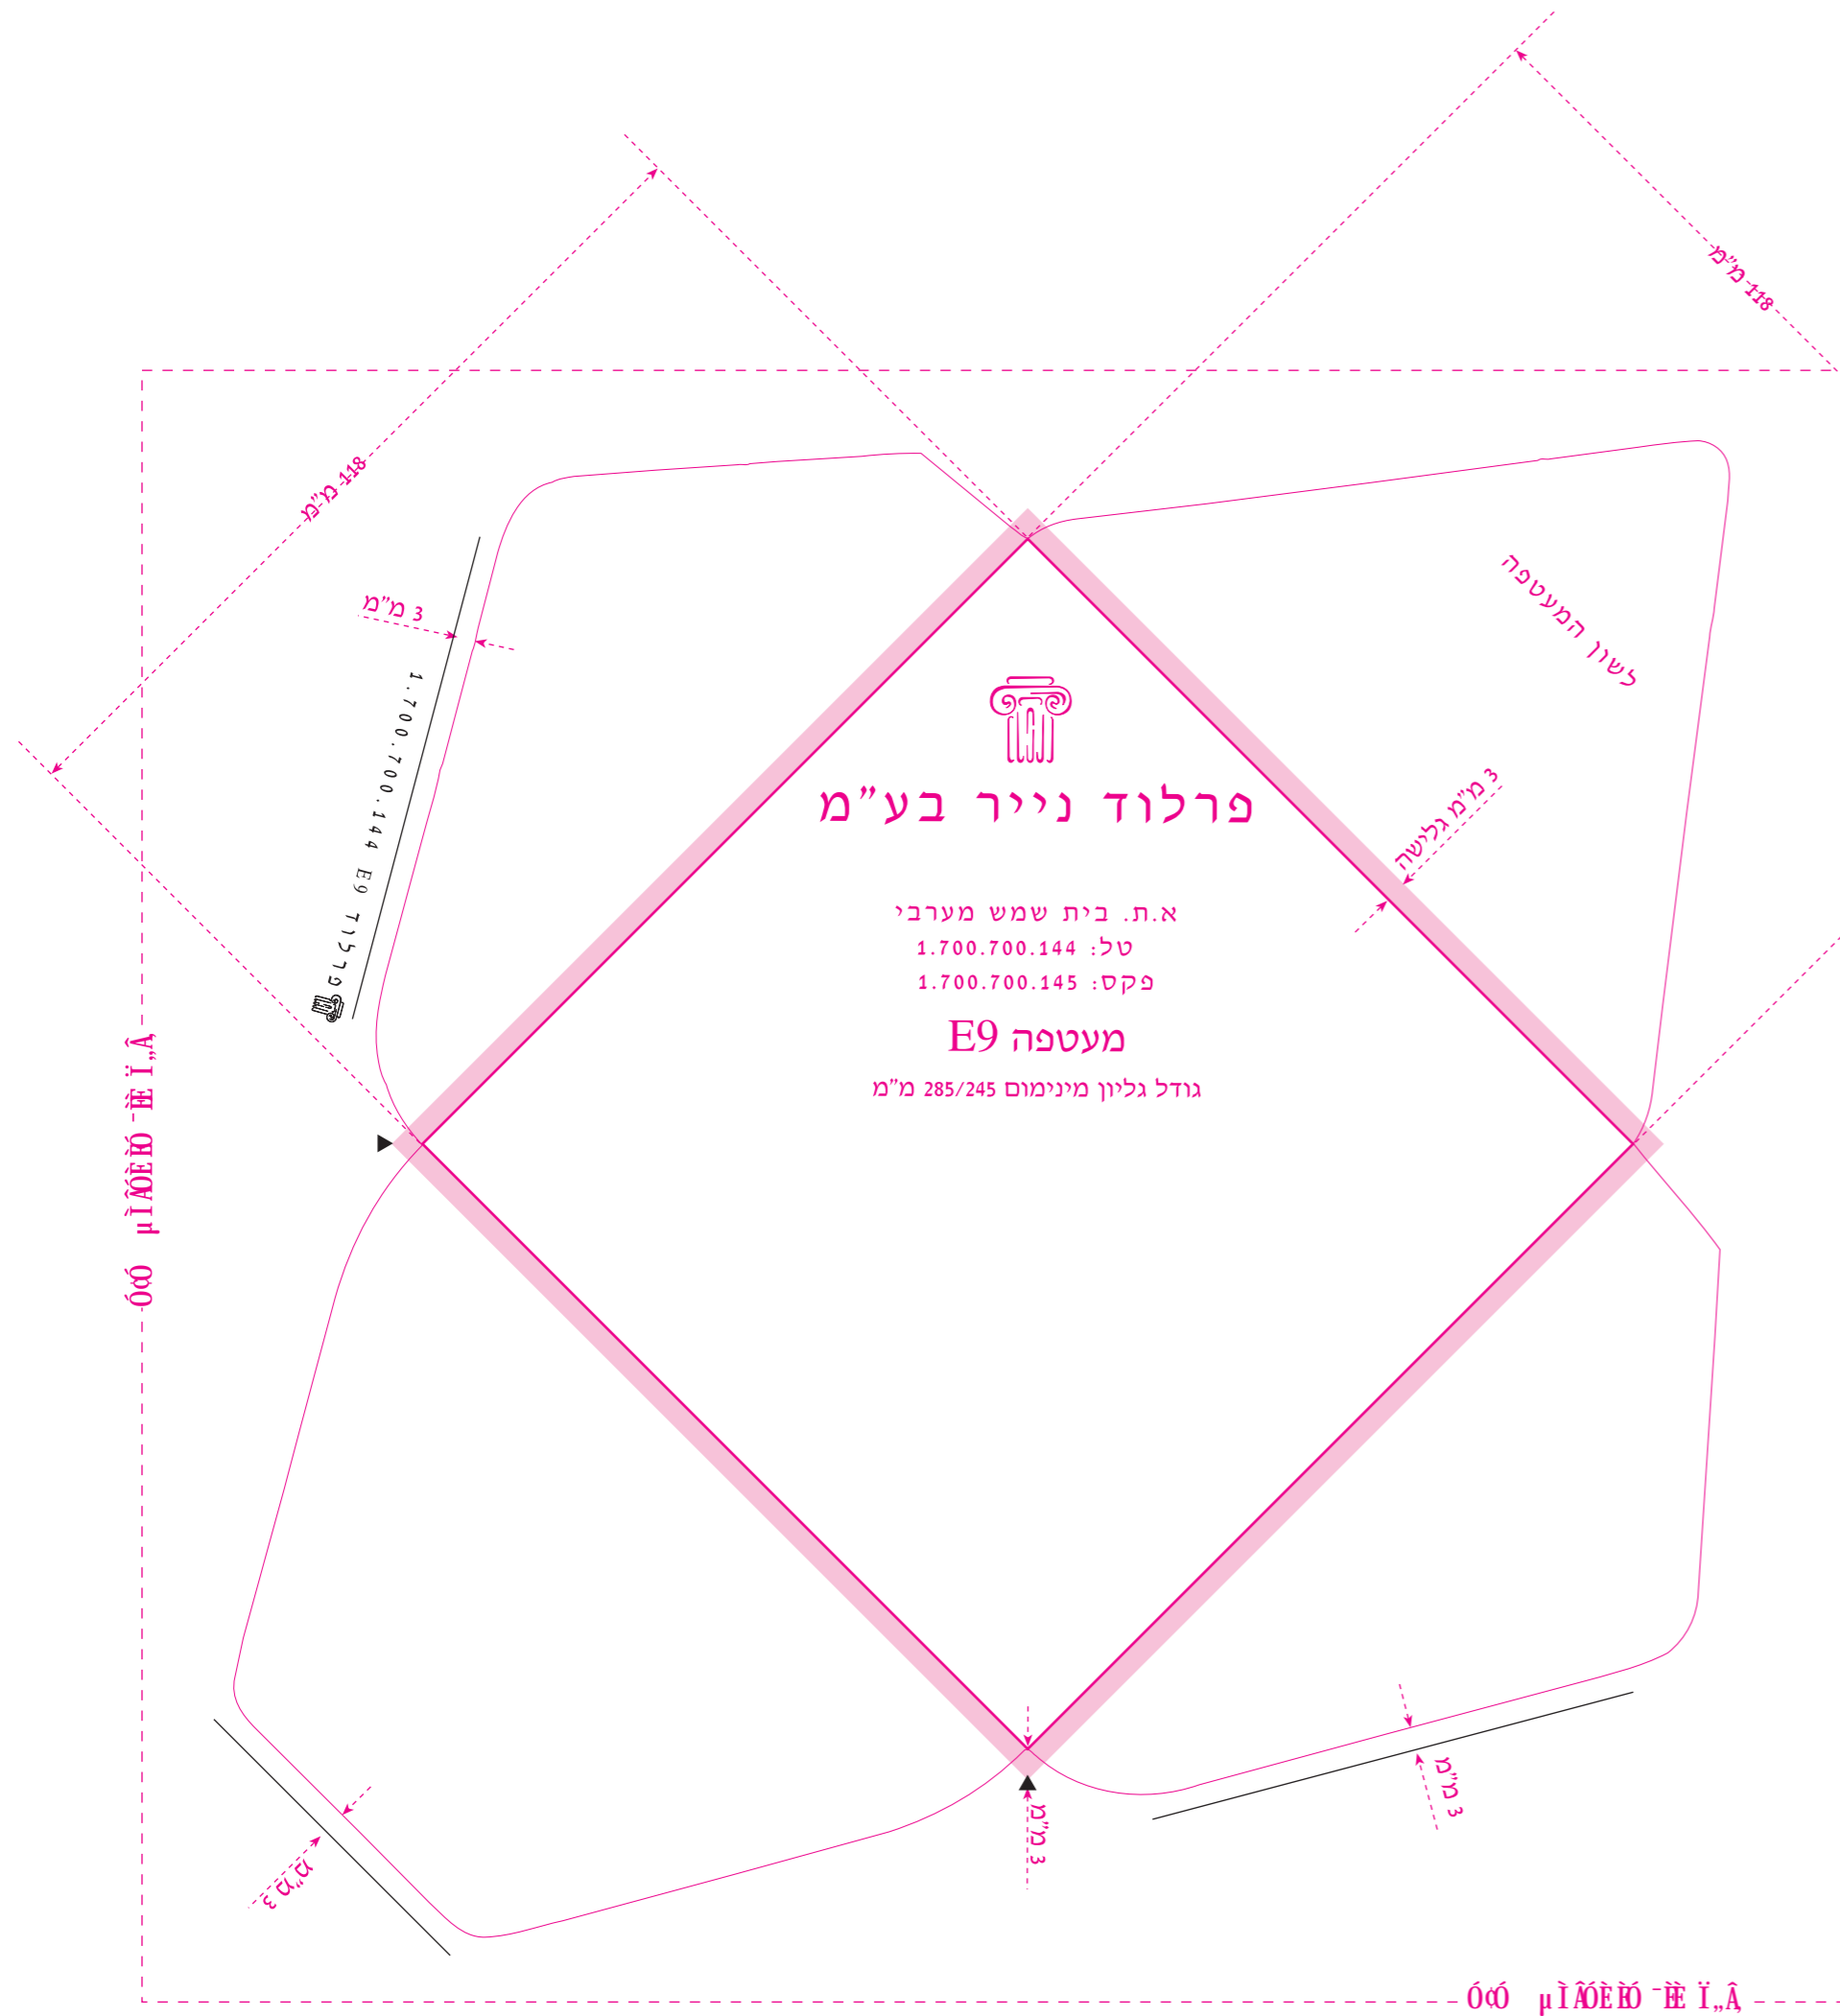 118 מ"מ
118 מ"מ
לשון המעטפה
3 מ"מ
1.700.700.144 E9 פרלוד
3 מ"מ גלישה
פרלוד נייר בע"מ
א.ת. בית שמש מערבי
טל: 1.700.700.144
פקס: 1.700.700.145
מעטפה E9
גודל גליון מינימום 285/245 מ"מ
3 מ"מ
3 מ"מ
3 מ"מ